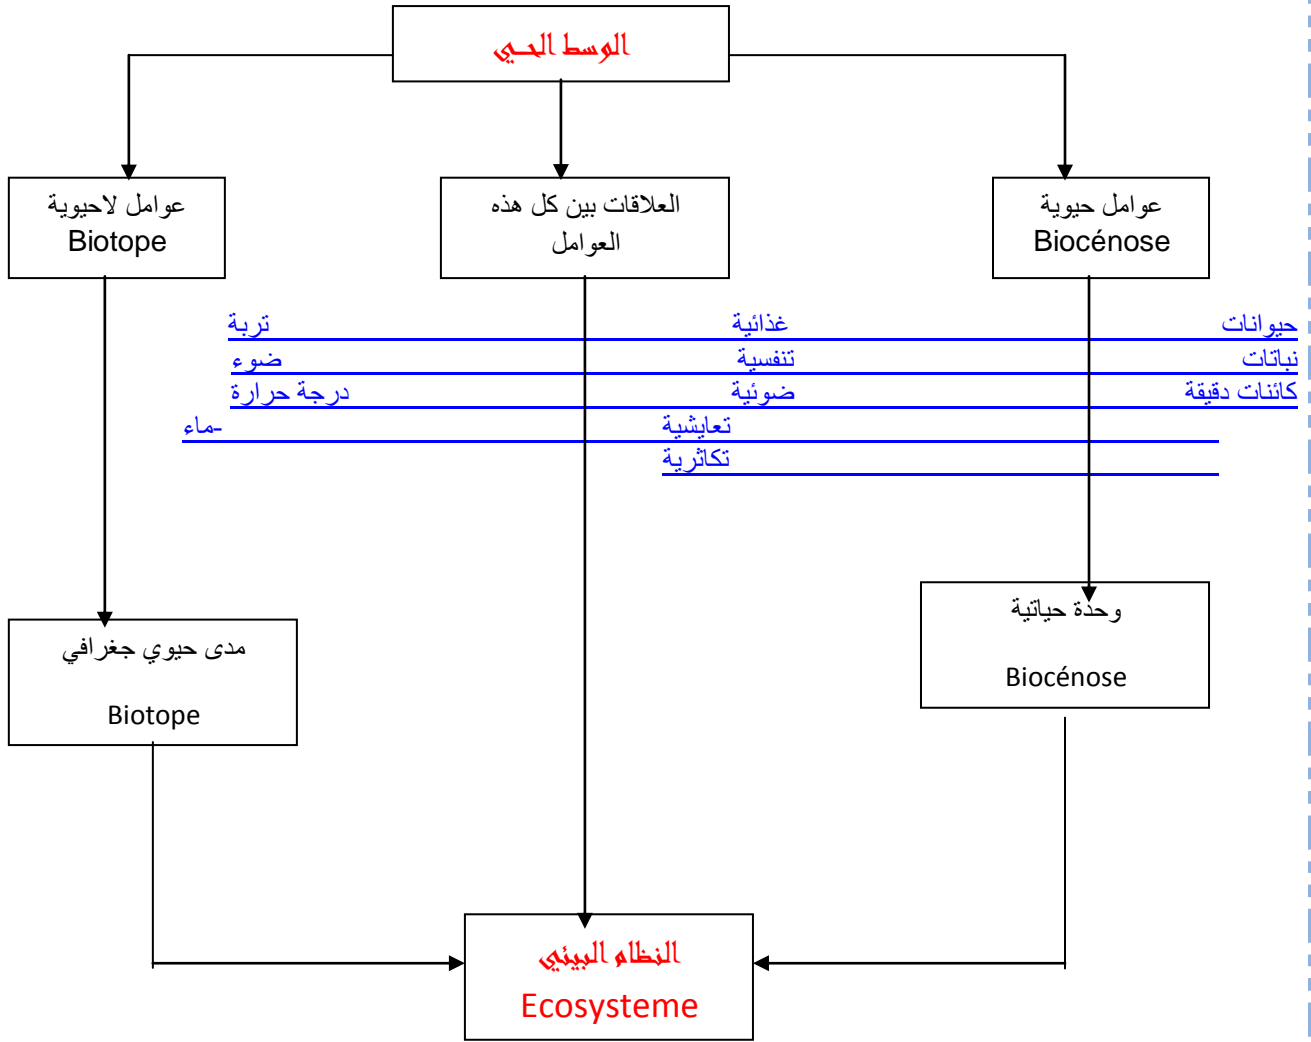 الوسط الحي
عوامل حيوية
Biocénose
العلاقات بين كل هذه
العوامل
عوامل لاحيوية
Biotope
حيوانات غذائية تربة
نباتات تنفسية ضوء
كائنات دقيقة ضوئية درجة حرارة
تعايشية -ماء
تكاثرية
وحدة حياتية
Biocénose
مدى حيوي جغرافي
Biotope
النظام البيئي
Ecosysteme